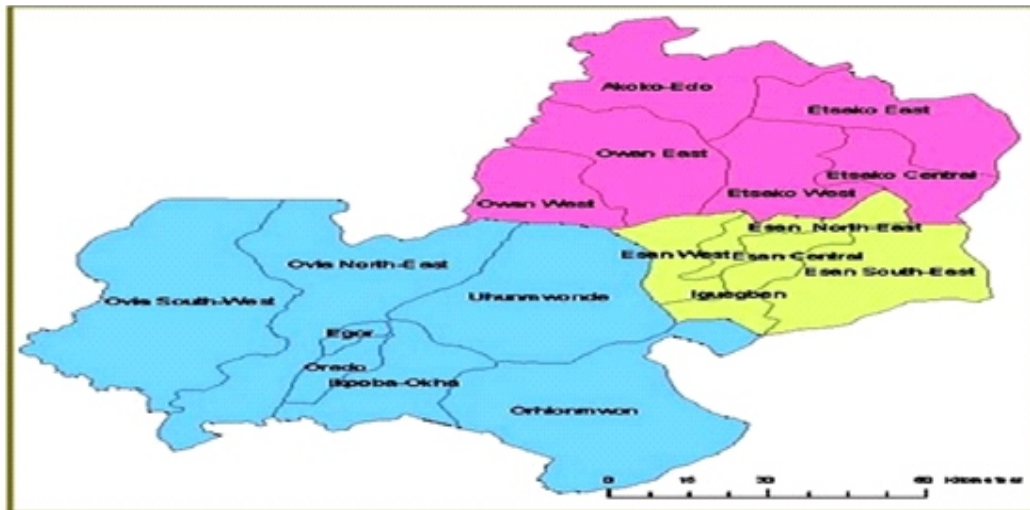 Akoko-Edo
Etsako East
Owan East
Etsako Central
Etsako West
Owan West
Esan North-East
Esan West
Esan Central
Ovia North-East
Esan South-East
Ovia South-West
Uhunmwonde
Iguegben
Egor
Oredo
Ikpoba-Okha
Orhionmwon
0 15 30 60 Kilometer